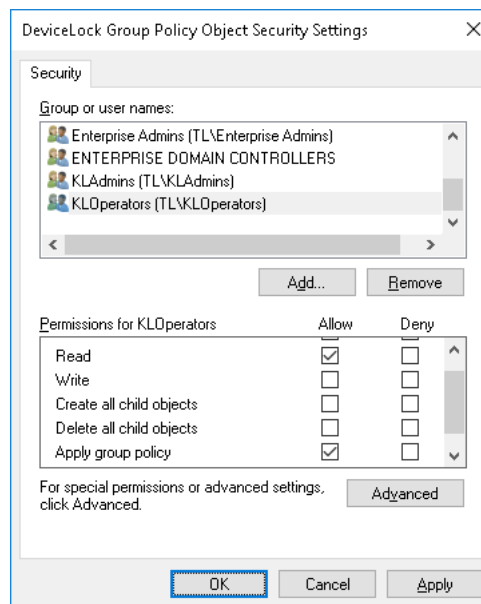 DeviceLock Group Policy Object Security Settings
Security
Group or user names:
Enterprise Admins (TL\Enterprise Admins)
ENTERPRISE DOMAIN CONTROLLERS
KLAdmins (TL\KLAdmins)
KLOperators (TL\KLOperators)
Add... Remove
Permissions for KLOperators Allow Deny
Read
Write
Create all child objects
Delete all child objects
Apply group policy
For special permissions or advanced settings, Advanced
click Advanced.
OK Cancel Apply